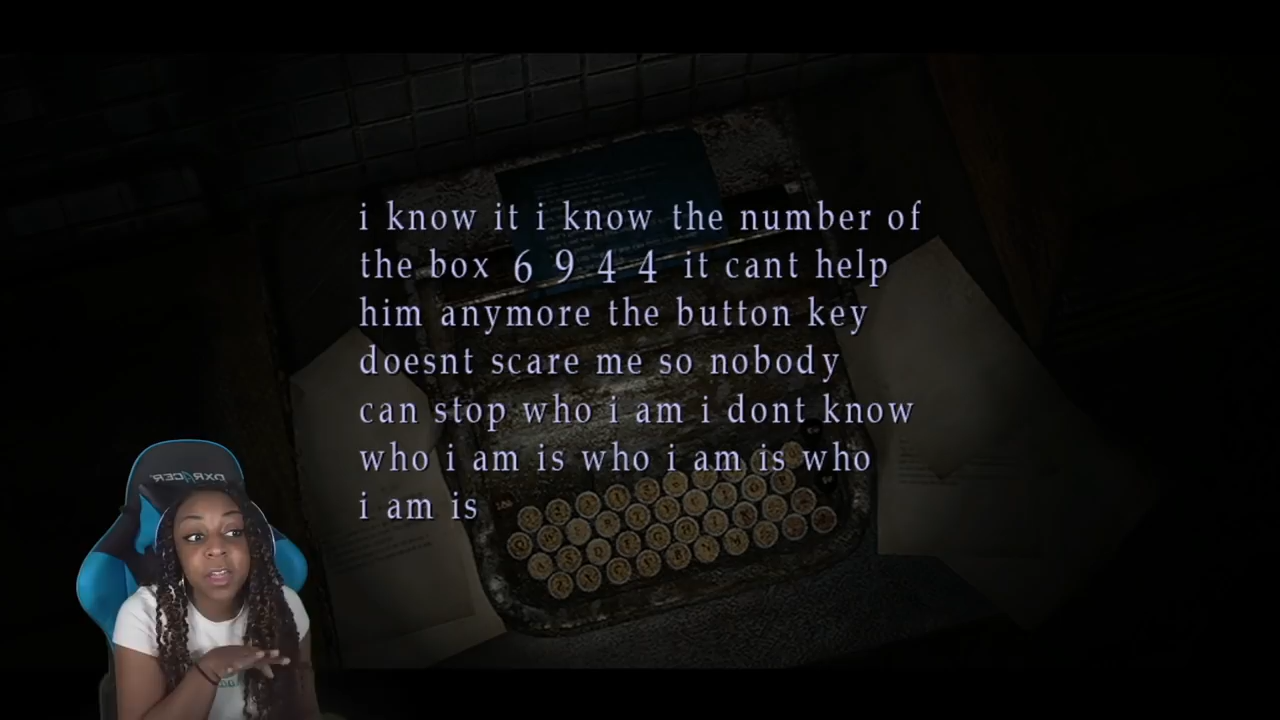 i know it i know the number of
the box 6 9 4 4 it cant help
him anymore the button key
doesnt scare me so nobody
can stop who i am i dont know
who i am is who i am is who
i am is
DXRACER